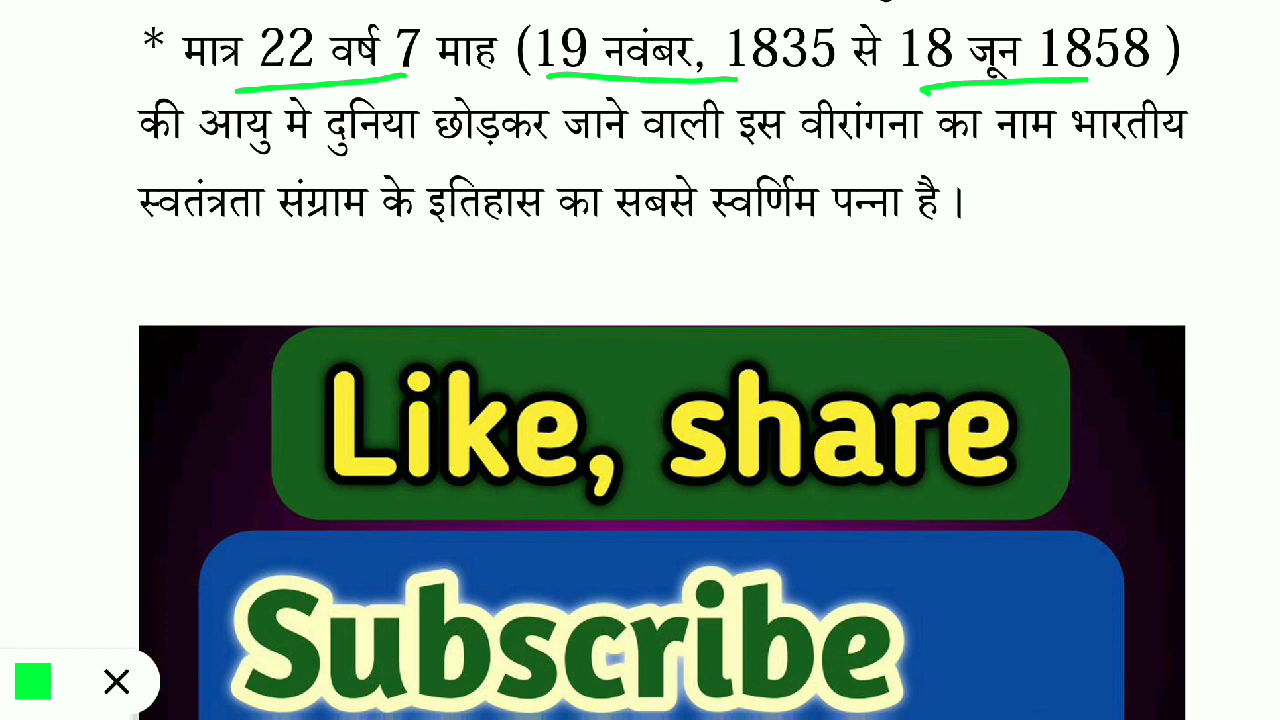 * मात्र 22 वर्ष 7 माह (19 नवंबर, 1835 से 18 जून 1858 )
की आयु मे दुनिया छोड़कर जाने वाली इस वीरांगना का नाम भारतीय
स्वतंत्रता संग्राम के इतिहास का सबसे स्वर्णिम पन्ना है।
Like, share
Subscribe